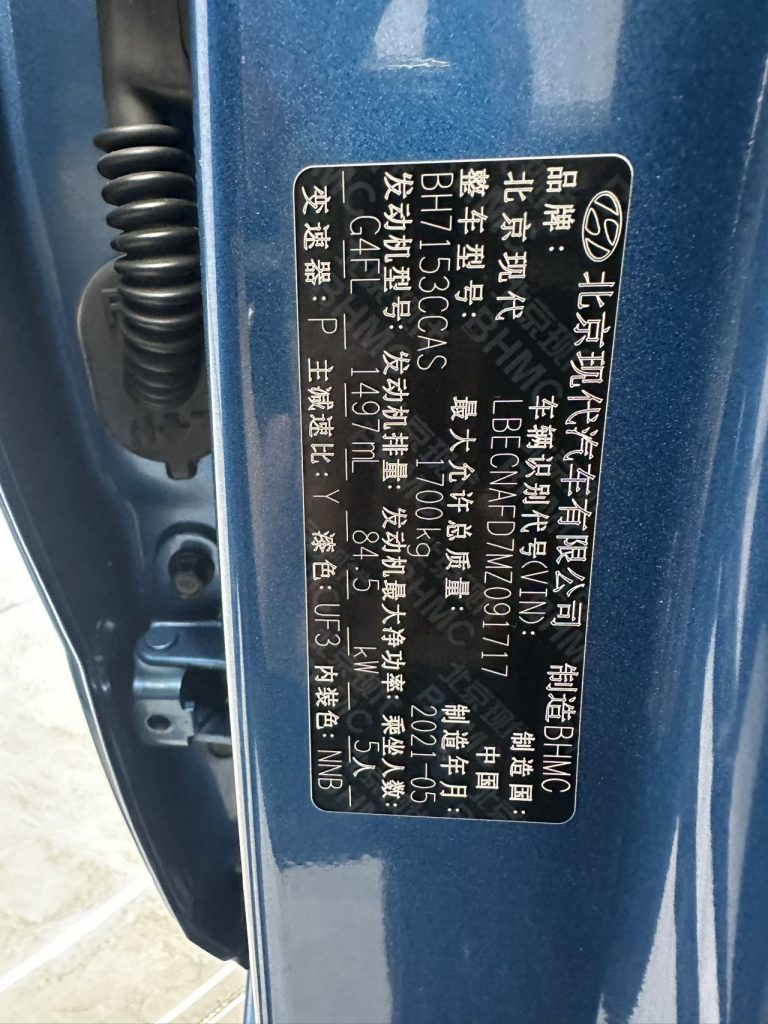 北京现代汽车有限公司 制造BHMC
品牌: 车辆识别代号(VIN): 制造国:
北京现代 LBECNAFD7MZ091717 中国
整车型号: 最大允许总质量: 制造年月:
BH7153CCAS 1700kg 2021-05
发动机型号: 发动机排量: 发动机最大净功率: 乘坐人数:
G4FL 1497mL 84.5 kW 5人
变速器: P 主减速比: Y 漆色: UF3 内装色: NNB